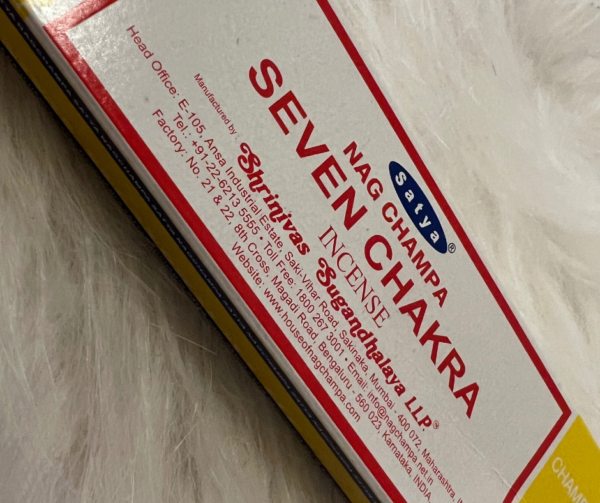 Satya®
NAG CHAMPA
SEVEN CHAKRA
INCENSE
Manufactured by :
Shrinivas Sugandhalaya LLP
Head Office: E-105, Ansa Industrial Estate, Saki-Vihar Road, Sakinaka, Mumbai - 400 072, Maharashtra,
Tel.: +91-22-6213 5555 • Toll Free: 1800 267 3001 • Email: info@nagchampa.net.in
Factory: No. 21 & 22, 8th Cross, Magadi Road, Bengaluru - 560 023, Karnataka, INDIA
Website: www.houseofnagchampa.com